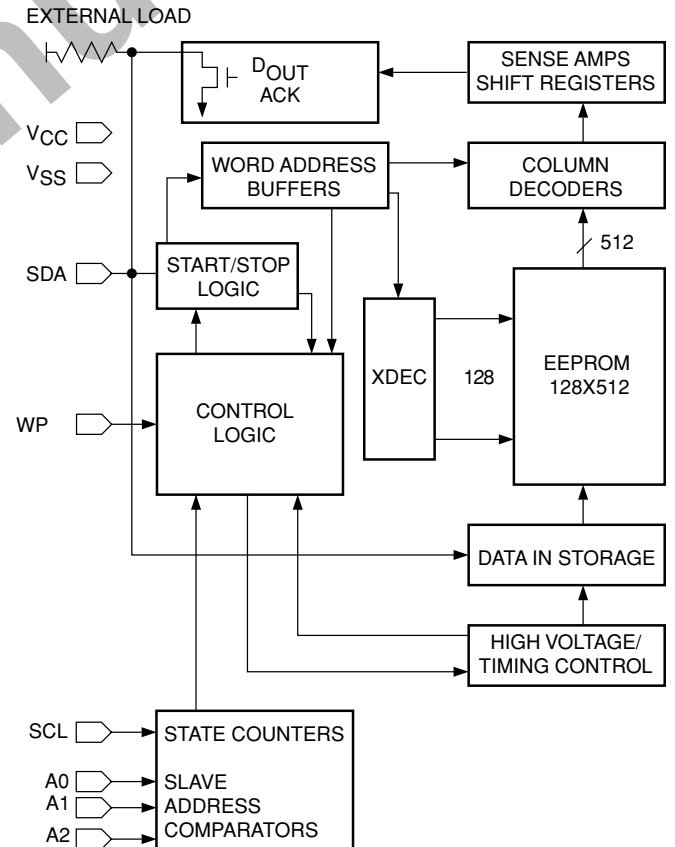 EXTERNAL LOAD
DOUT
ACK
SENSE AMPS
SHIFT REGISTERS
VCC
VSS
WORD ADDRESS
BUFFERS
COLUMN
DECODERS
512
SDA
START/STOP
LOGIC
XDEC
128
EEPROM
128X512
WP
CONTROL
LOGIC
DATA IN STORAGE
HIGH VOLTAGE/
TIMING CONTROL
SCL
STATE COUNTERS
A0
SLAVE
A1
ADDRESS
A2
COMPARATORS